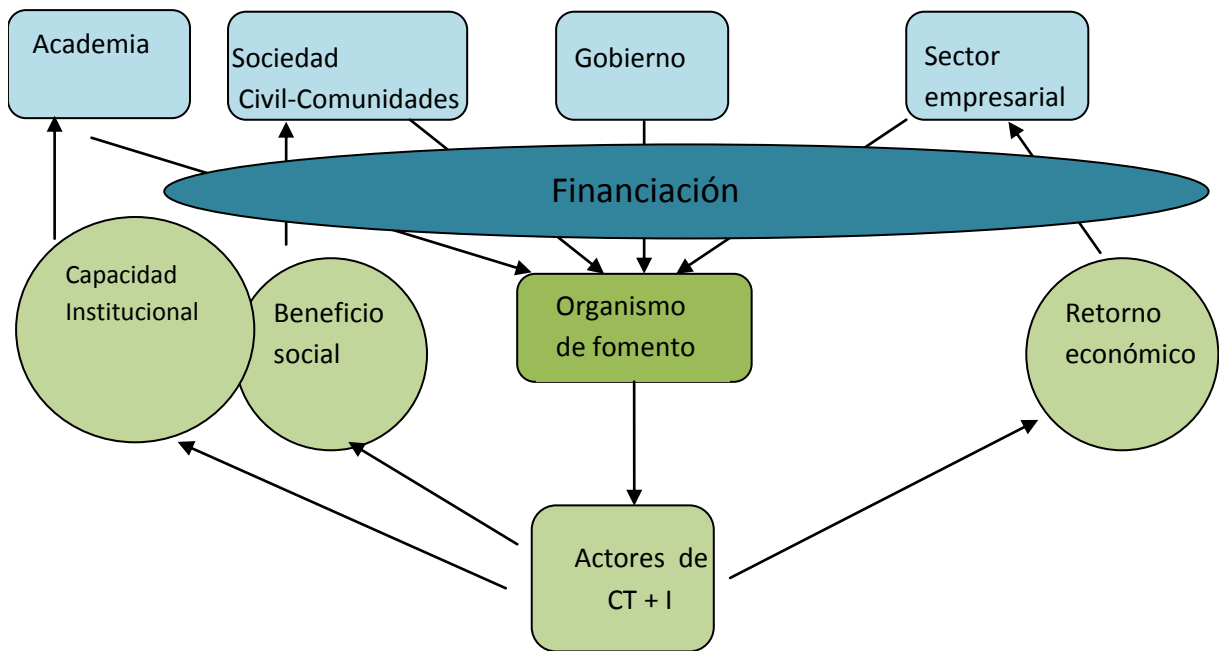 Academia
Sociedad
Civil-Comunidades
Gobierno
Sector
empresarial
Financiación
Capacidad
Institucional
Beneficio
social
Organismo
de fomento
Retorno
económico
Actores de
CT + I